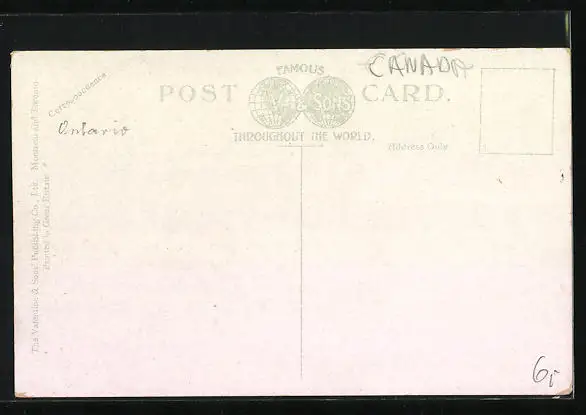 FAMOUS
CANADA
POST CARD.
V & SONS
THROUGHOUT THE WORLD.
Correspondence
Ontario
Address Only
The Valentine & Sons' Publishing Co., Ltd. Montreal and Toronto
Printed in Great Britain
6,-